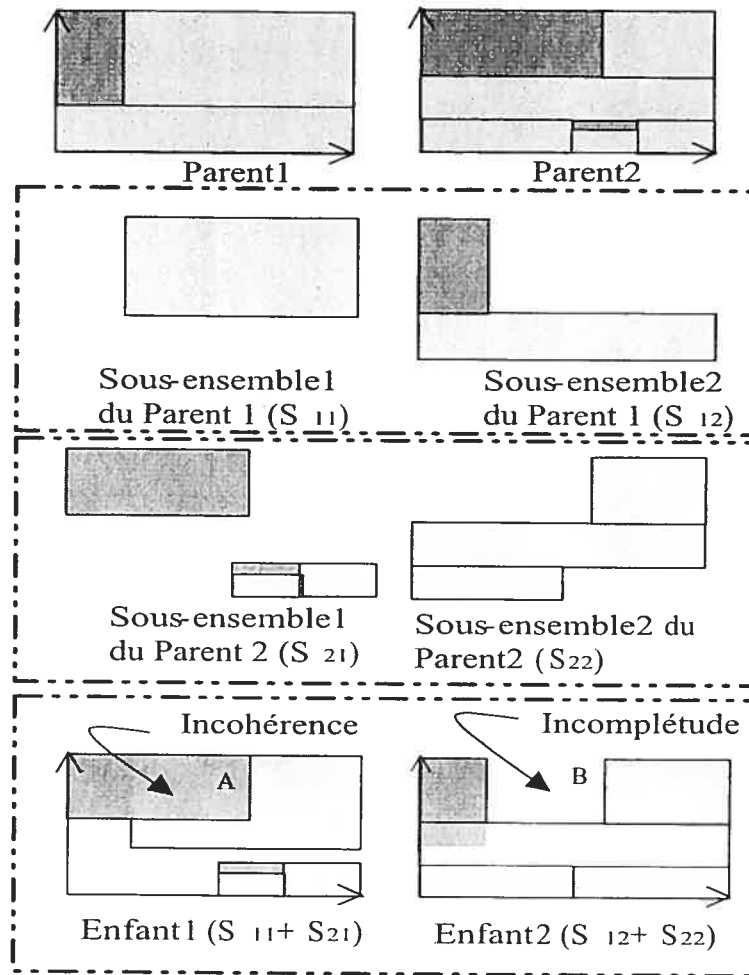 Parent1 Parent2
Sous-ensemble1
du Parent 1 (S 11)
Sous-ensemble2
du Parent 1 (S 12)
Sous-ensemble1
du Parent 2 (S 21)
Sous-ensemble2 du
Parent2 (S22)
Incohérence Incomplétude
A B
Enfant1 (S 11+ S21) Enfant2 (S 12+ S22)